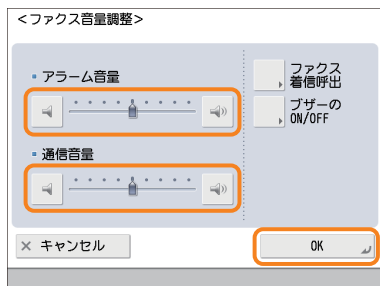 <ファクス音量調整>
▪ アラーム音量
ファクス
着信呼出
ブザーの
ON/OFF
▪ 通信音量
× キャンセル
OK